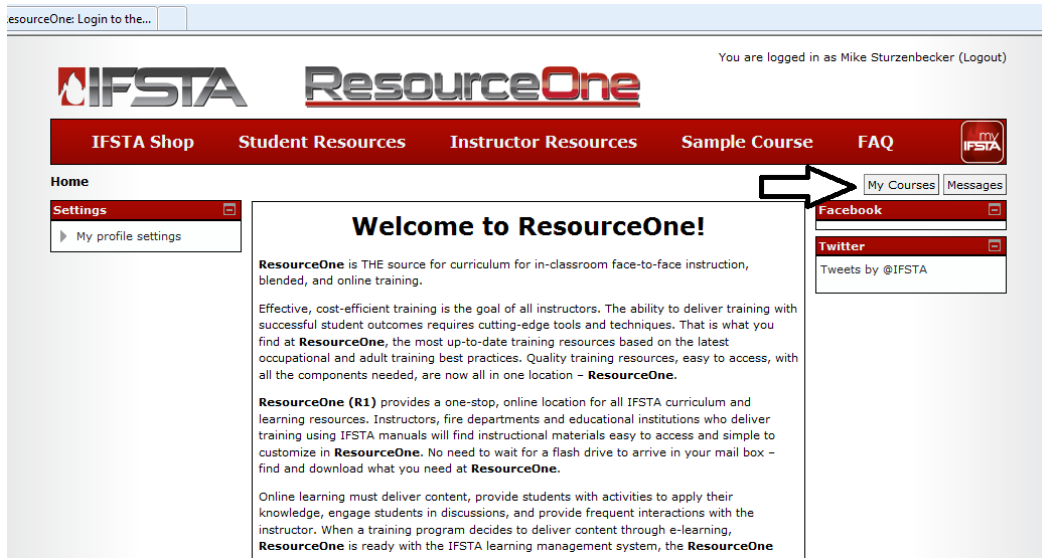 esourceOne: Login to the...
You are logged in as Mike Sturzenbecker (Logout)
IFSTA
ResourceOne
IFSTA Shop Student Resources Instructor Resources Sample Course FAQ my IFSTA
Home
My Courses Messages
Settings
My profile settings
Welcome to ResourceOne!
ResourceOne is THE source for curriculum for in-classroom face-to-face instruction,
blended, and online training.
Effective, cost-efficient training is the goal of all instructors. The ability to deliver training with
successful student outcomes requires cutting-edge tools and techniques. That is what you
find at ResourceOne, the most up-to-date training resources based on the latest
occupational and adult training best practices. Quality training resources, easy to access, with
all the components needed, are now all in one location – ResourceOne.
ResourceOne (R1) provides a one-stop, online location for all IFSTA curriculum and
learning resources. Instructors, fire departments and educational institutions who deliver
training using IFSTA manuals will find instructional materials easy to access and simple to
customize in ResourceOne. No need to wait for a flash drive to arrive in your mail box –
find and download what you need at ResourceOne.
Online learning must deliver content, provide students with activities to apply their
knowledge, engage students in discussions, and provide frequent interactions with the
instructor. When a training program decides to deliver content through e-learning,
ResourceOne is ready with the IFSTA learning management system, the ResourceOne
Facebook
Twitter
Tweets by @IFSTA